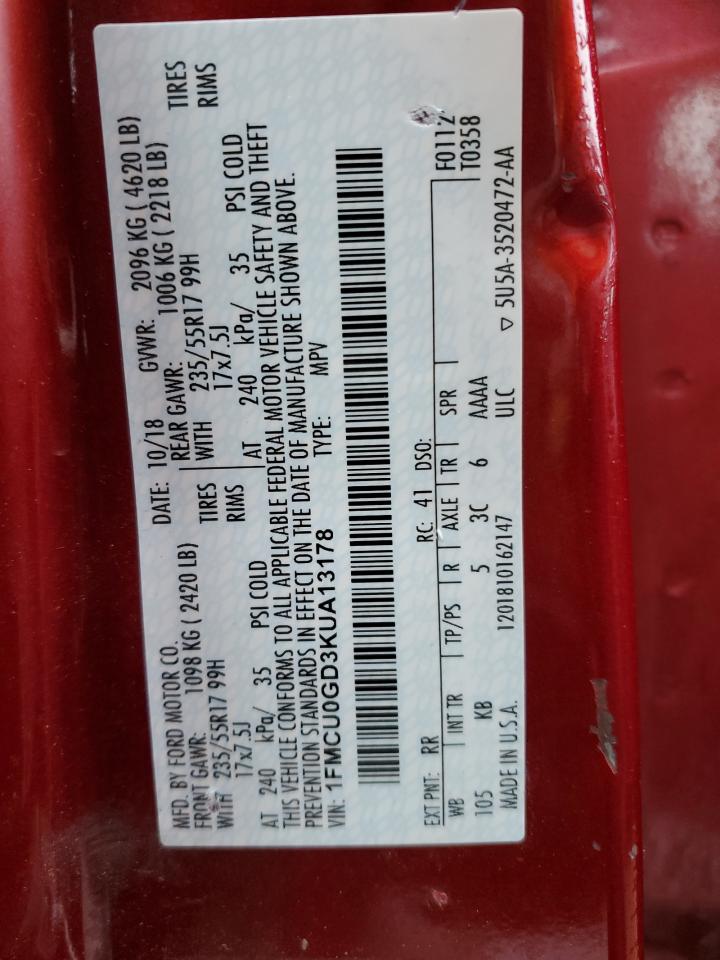 MFD. BY FORD MOTOR CO.
DATE: 10/18 GVWR: 2096 KG ( 4620 LB)
FRONT GAWR: 1098 KG ( 2420 LB) REAR GAWR: 1006 KG ( 2218 LB)
WITH 235/55R17 99H TIRES WITH 235/55R17 99H TIRES
17x7.5J RIMS 17x7.5J RIMS
AT 240 kPa/ 35 PSI COLD AT 240 kPa/ 35 PSI COLD
THIS VEHICLE CONFORMS TO ALL APPLICABLE FEDERAL MOTOR VEHICLE SAFETY AND THEFT
PREVENTION STANDARDS IN EFFECT ON THE DATE OF MANUFACTURE SHOWN ABOVE.
VIN: 1FMCU0GD3KUA13178 TYPE: MPV
EXT PNT: RR RC: 41 DSO: F0112
WB INT TR TP/PS R AXLE TR SPR T0358
105 KB 5 3C 6 AAAA
MADE IN U.S.A. 1201810162147 ULC ▽ 5U5A-3520472-AA